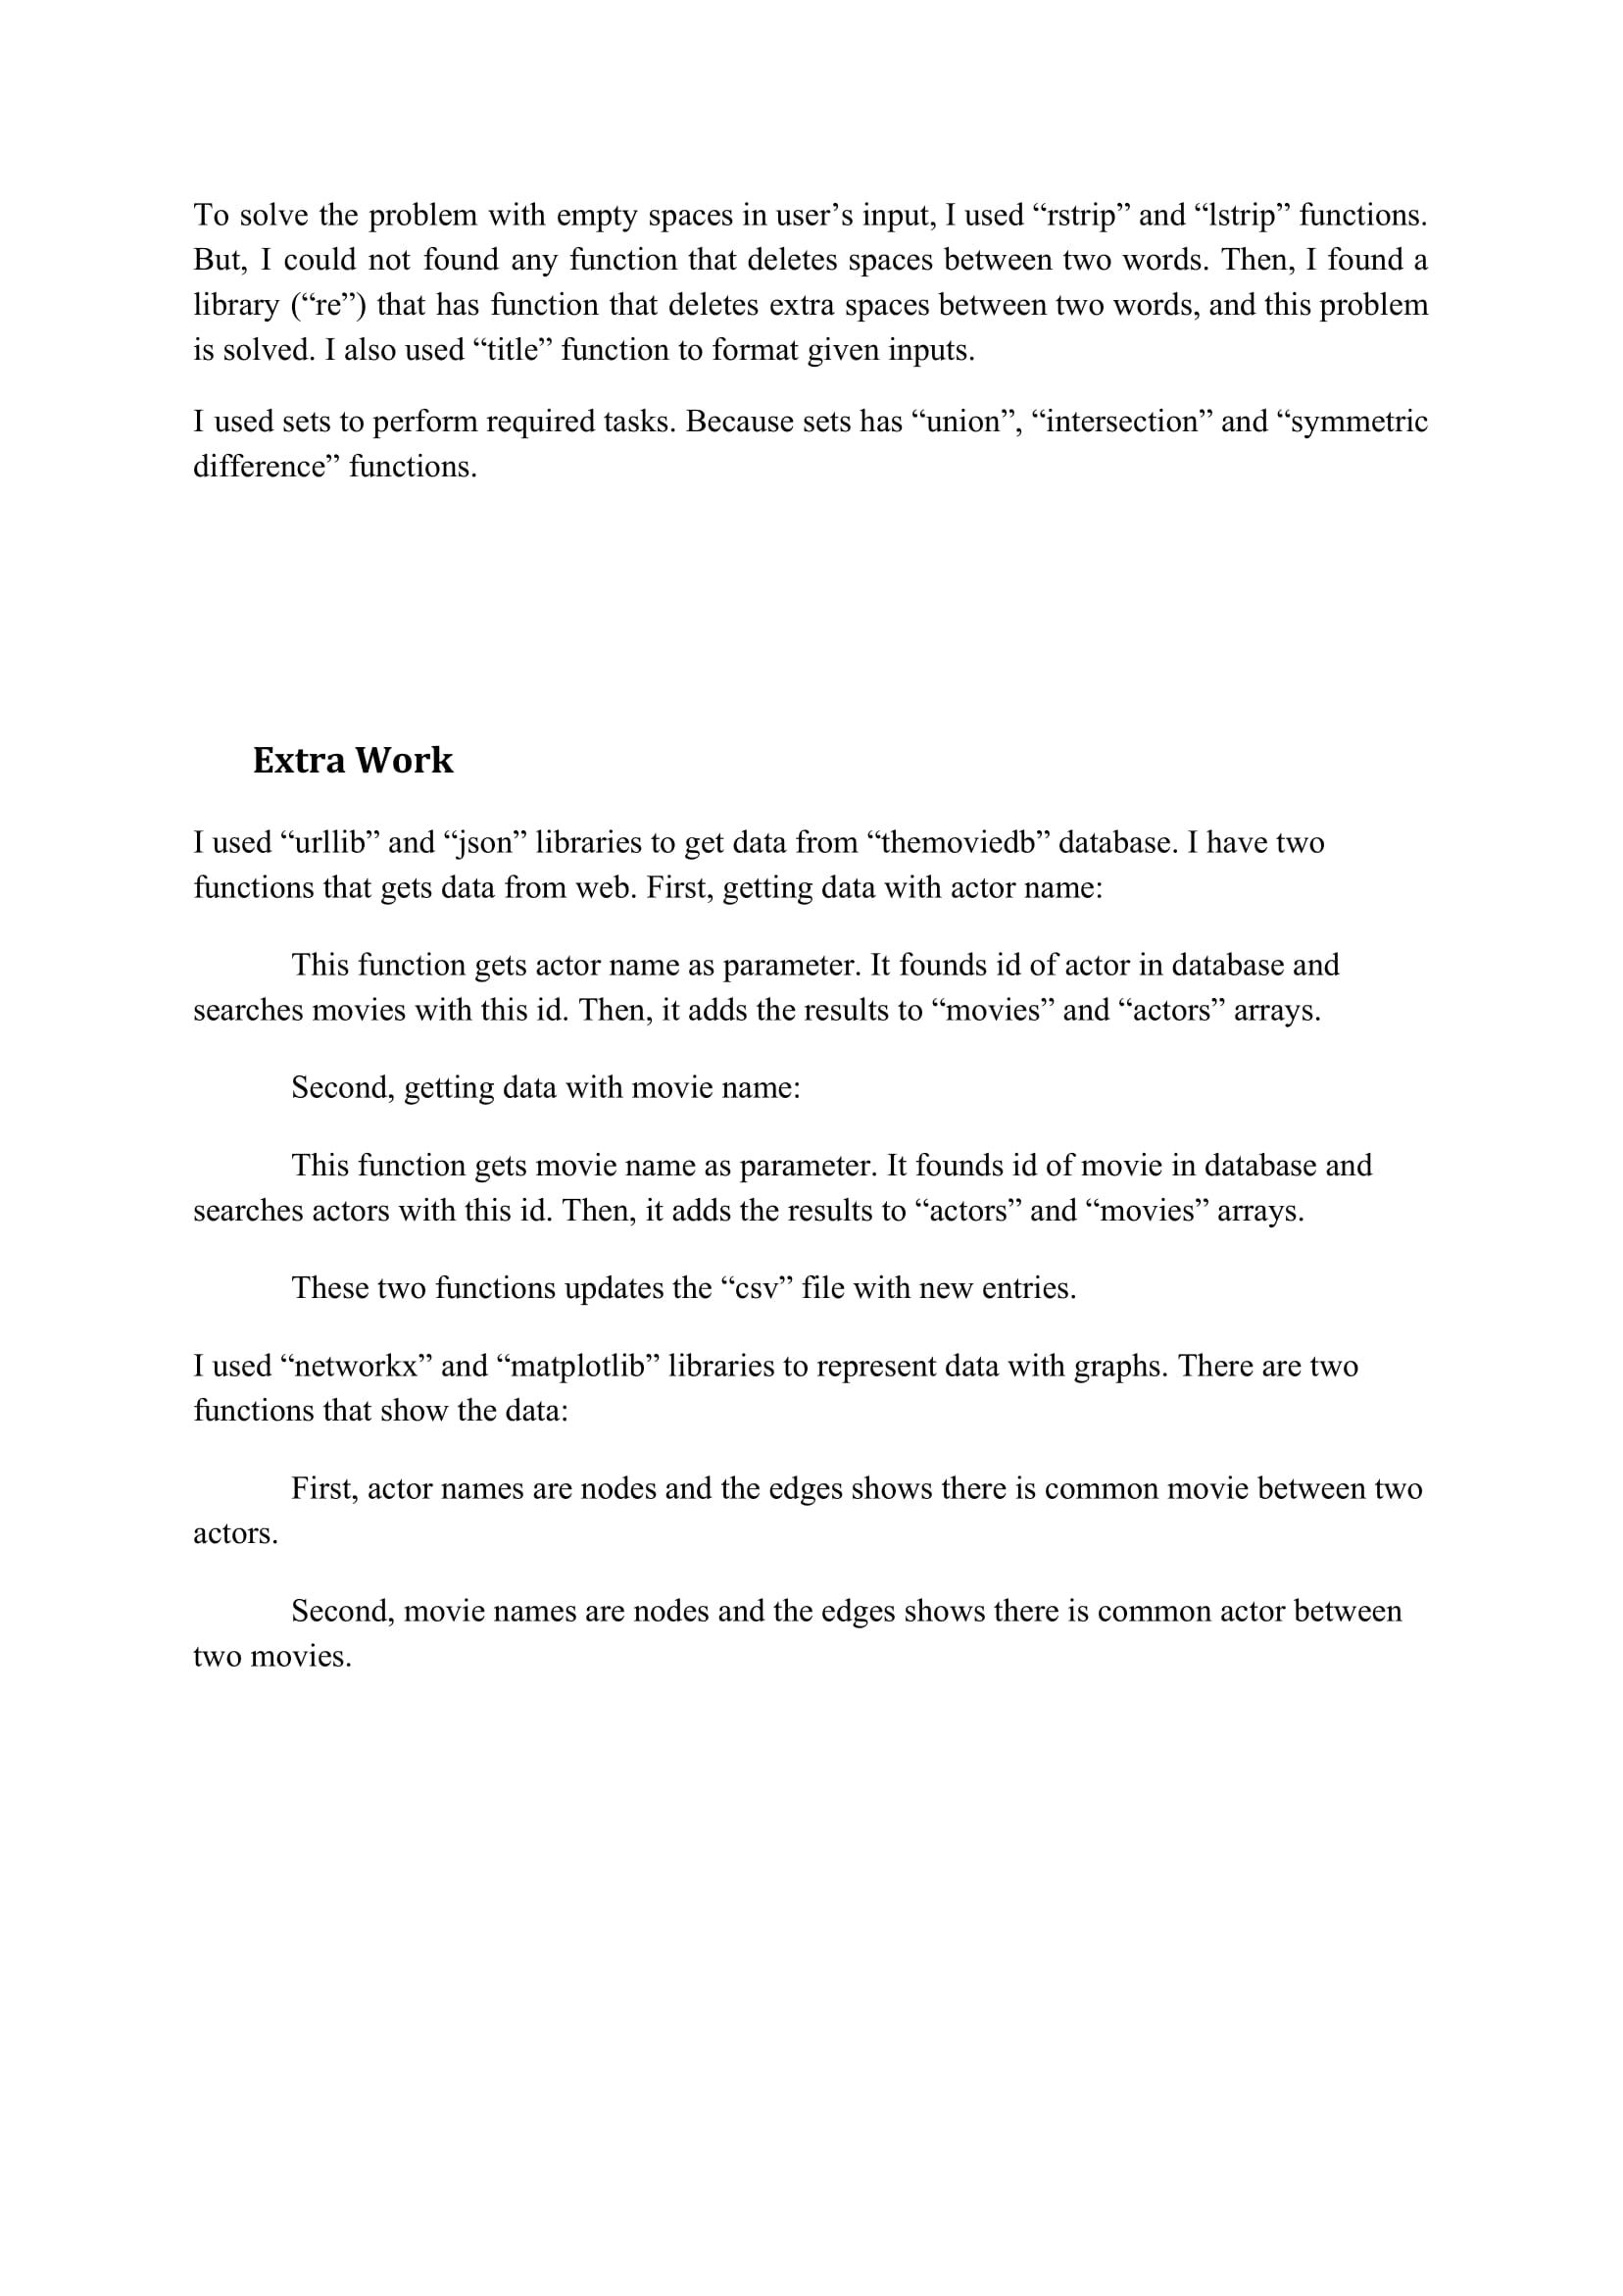 To solve the problem with empty spaces in user’s input, I used “rstrip” and “lstrip” functions.
But, I could not found any function that deletes spaces between two words. Then, I found a
library (“re”) that has function that deletes extra spaces between two words, and this problem
is solved. I also used “title” function to format given inputs.
I used sets to perform required tasks. Because sets has “union”, “intersection” and “symmetric
difference” functions.
Extra Work
I used “urllib” and “json” libraries to get data from “themoviedb” database. I have two
functions that gets data from web. First, getting data with actor name:
This function gets actor name as parameter. It founds id of actor in database and
searches movies with this id. Then, it adds the results to “movies” and “actors” arrays.
Second, getting data with movie name:
This function gets movie name as parameter. It founds id of movie in database and
searches actors with this id. Then, it adds the results to “actors” and “movies” arrays.
These two functions updates the “csv” file with new entries.
I used “networkx” and “matplotlib” libraries to represent data with graphs. There are two
functions that show the data:
First, actor names are nodes and the edges shows there is common movie between two
actors.
Second, movie names are nodes and the edges shows there is common actor between
two movies.